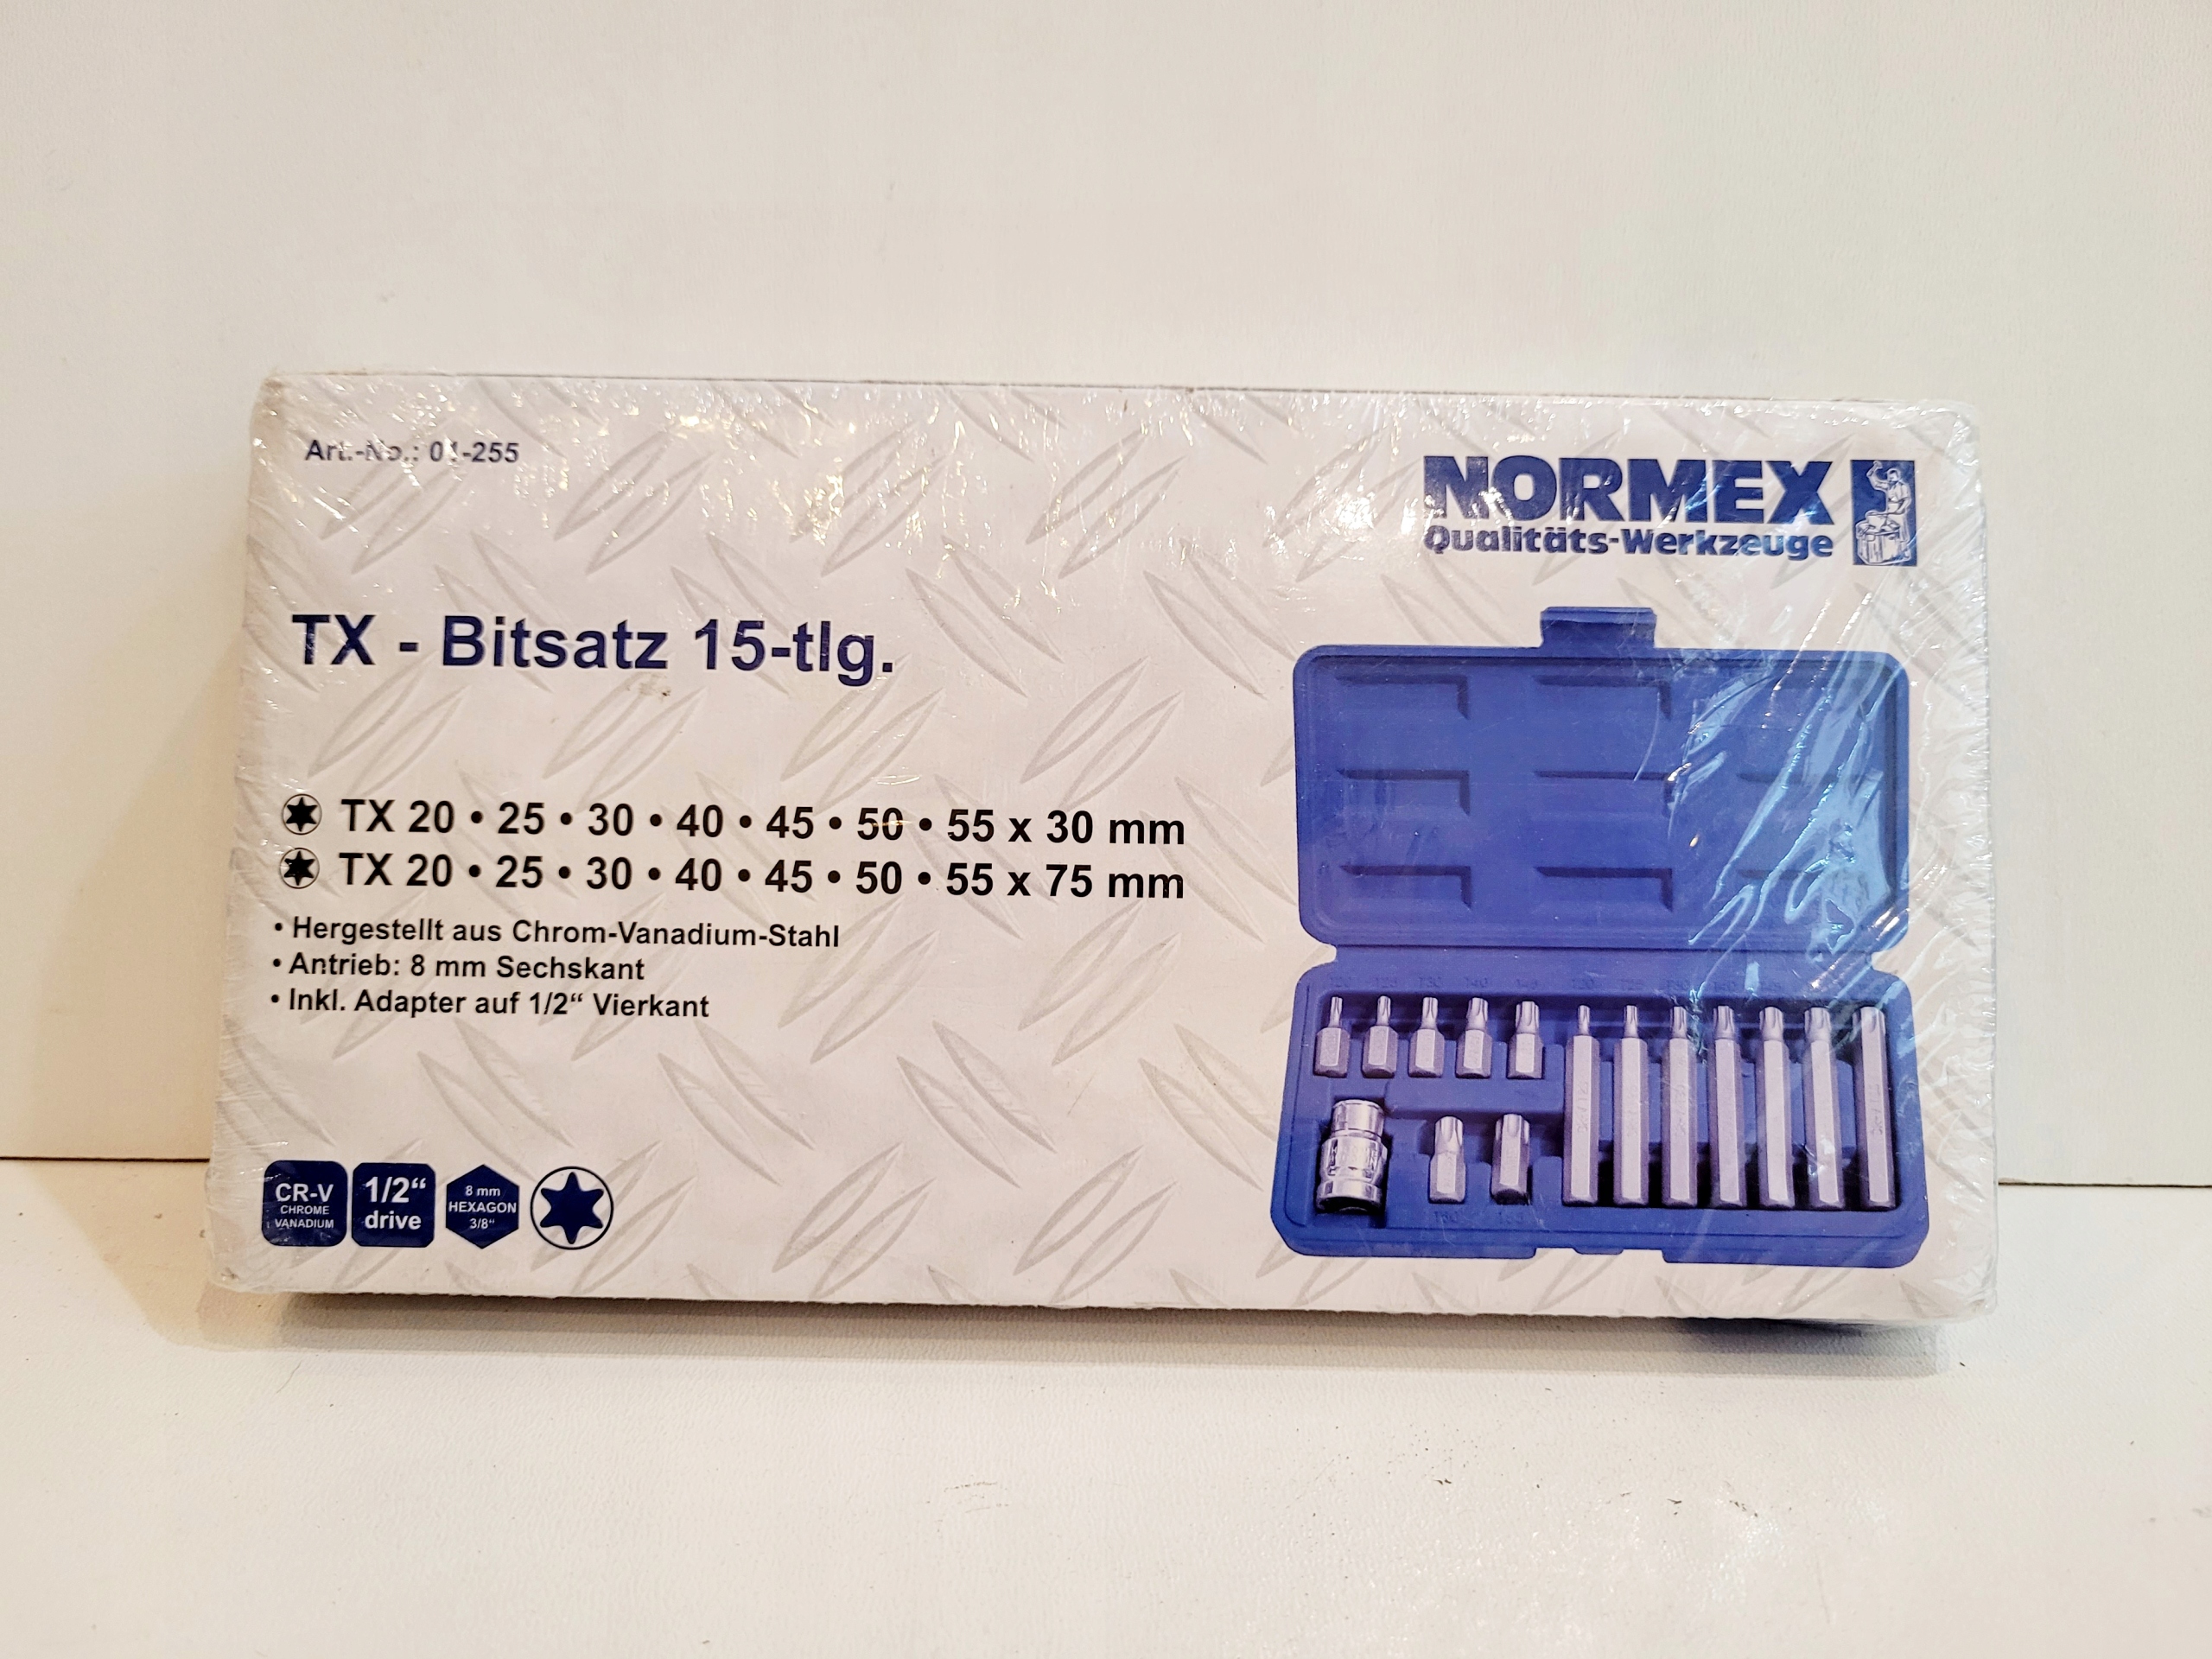 Art.-No.: 01-255
NORMEX
Qualitäts-Werkzeuge
TX - Bitsatz 15-tlg.
TX 20 • 25 • 30 • 40 • 45 • 50 • 55 x 30 mm
TX 20 • 25 • 30 • 40 • 45 • 50 • 55 x 75 mm
• Hergestellt aus Chrom-Vanadium-Stahl
• Antrieb: 8 mm Sechskant
• Inkl. Adapter auf 1/2“ Vierkant
CR-V
CHROME
VANADIUM
1/2“
drive
8 mm
HEXAGON
3/8“